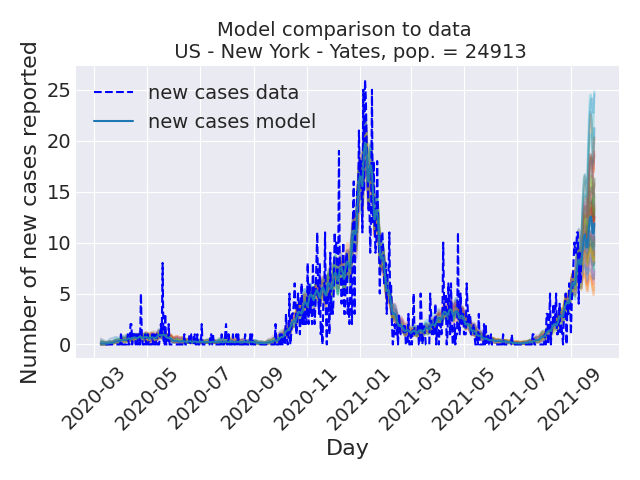 Model comparison to data
US - New York - Yates, pop. = 24913
Number of new cases reported
25
20
15
10
5
0
new cases data
new cases model
2020-03
2020-05
2020-07
2020-09
2020-11
2021-01
2021-03
2021-05
2021-07
2021-09
Day